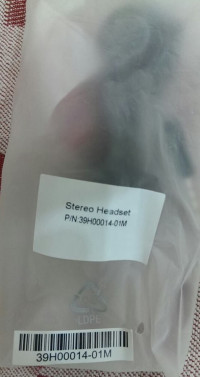 Stereo Headset
P/N:39H00014-01M
LDPE
39H00014-01M